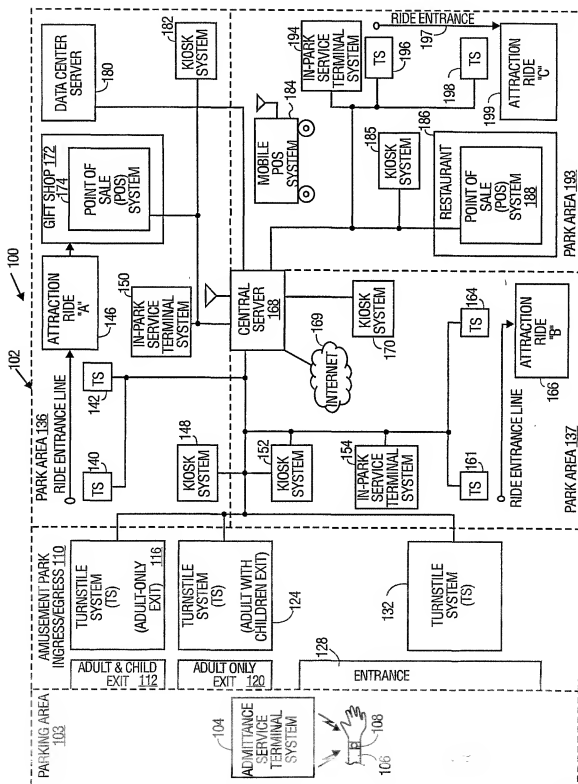 100
102
PARKING AREA
103
ADMITTANCE
SERVICE
TERMINAL
SYSTEM
104
106
108
AMUSEMENT PARK
INGRESS/EGRESS 110
ADULT & CHILD
EXIT 112
TURNSTILE
SYSTEM
(TS)
(ADULT-ONLY
EXIT)
116
ADULT ONLY
EXIT 120
TURNSTILE
SYSTEM
(TS)
(ADULT WITH
CHILDREN EXIT)
124
ENTRANCE
128
TURNSTILE
SYSTEM
(TS)
132
PARK AREA 136
RIDE ENTRANCE LINE
TS
140
TS
142
ATTRACTION
RIDE
"A"
146
KIOSK
SYSTEM
148
IN-PARK
SERVICE
TERMINAL
SYSTEM
150
GIFT SHOP 172
174
POINT OF
SALE
(POS)
SYSTEM
DATA CENTER
SERVER
180
KIOSK
SYSTEM
182
KIOSK
SYSTEM
152
IN-PARK
SERVICE
TERMINAL
SYSTEM
154
CENTRAL
SERVER
168
INTERNET
169
KIOSK
SYSTEM
170
TS
161
TS
164
RIDE ENTRANCE LINE
ATTRACTION
RIDE
"B"
166
PARK AREA 137
IN-PARK
SERVICE
TERMINAL
SYSTEM
194
RIDE ENTRANCE
197
TS
196
TS
198
ATTRACTION
RIDE
"C"
199
MOBILE
POS
SYSTEM
184
KIOSK
SYSTEM
185
186
RESTAURANT
POINT OF
SALE
(POS)
SYSTEM
188
PARK AREA 193